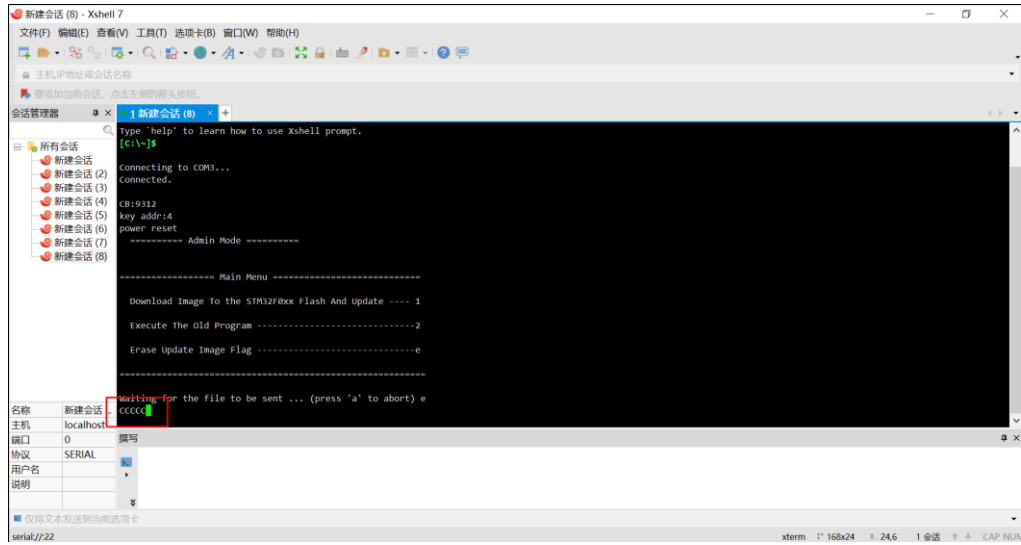 新建会话 (8) - Xshell 7
文件(F) 编辑(E) 查看(V) 工具(T) 选项卡(B) 窗口(W) 帮助(H)
主机,IP地址或会话名称
要添加当前会话，点击左侧的箭头按钮。
会话管理器
1 新建会话 (8)
所有会话
新建会话
新建会话 (2)
新建会话 (3)
新建会话 (4)
新建会话 (5)
新建会话 (6)
新建会话 (7)
新建会话 (8)
Type `help' to learn how to use Xshell prompt.
[C:\~]$
Connecting to COM3...
Connected.
CB:9312
key addr:4
power reset
========== Admin Mode ==========
================== Main Menu ============================
Download Image To the STM32F0xx Flash And Update ---- 1
Execute The Old Program ------------------------------2
Erase Update Image Flag ------------------------------e
==========================================================
Waiting for the file to be sent ... (press 'a' to abort) e
CCCCC
名称 新建会话 ...
主机 localhost
端口 0
协议 SERIAL
用户名
说明
撰写
仅将文本发送到当前选项卡
serial://:22
xterm 168x24 24,6 1 会话 CAP NUM